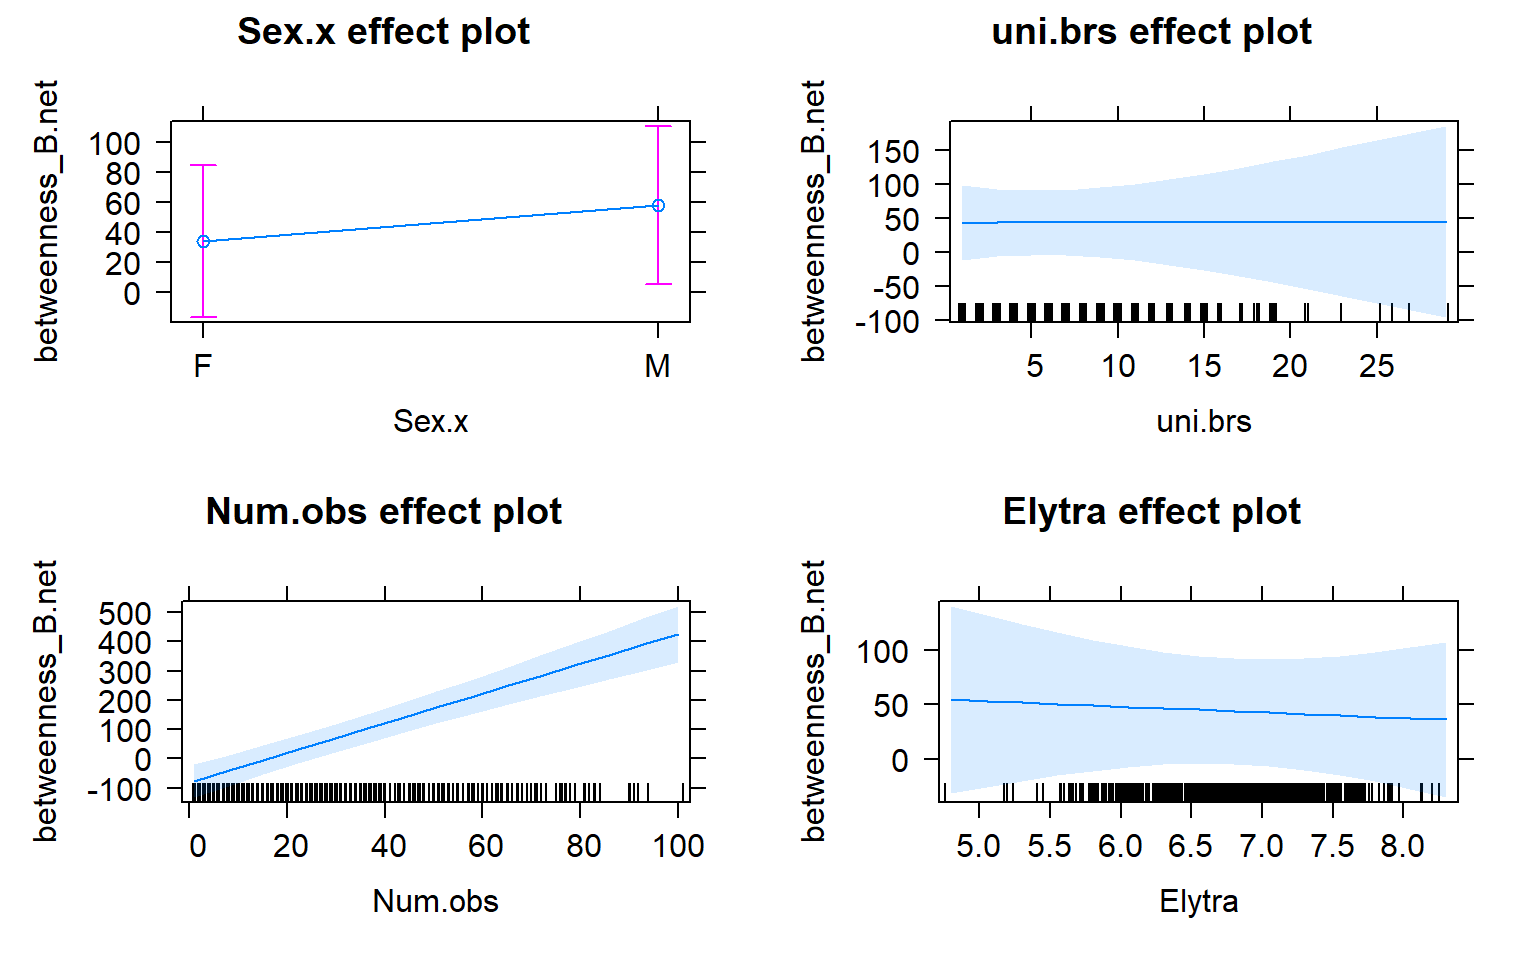 Sex.x effect plot
betweenness_B.net
100
80
60
40
20
0
F M
Sex.x
uni.brs effect plot
betweenness_B.net
150
100
50
0
-50
-100
5 10 15 20 25
uni.brs
Num.obs effect plot
betweenness_B.net
500
400
300
200
100
0
-100
0 20 40 60 80 100
Num.obs
Elytra effect plot
betweenness_B.net
100
50
0
5.0 5.5 6.0 6.5 7.0 7.5 8.0
Elytra